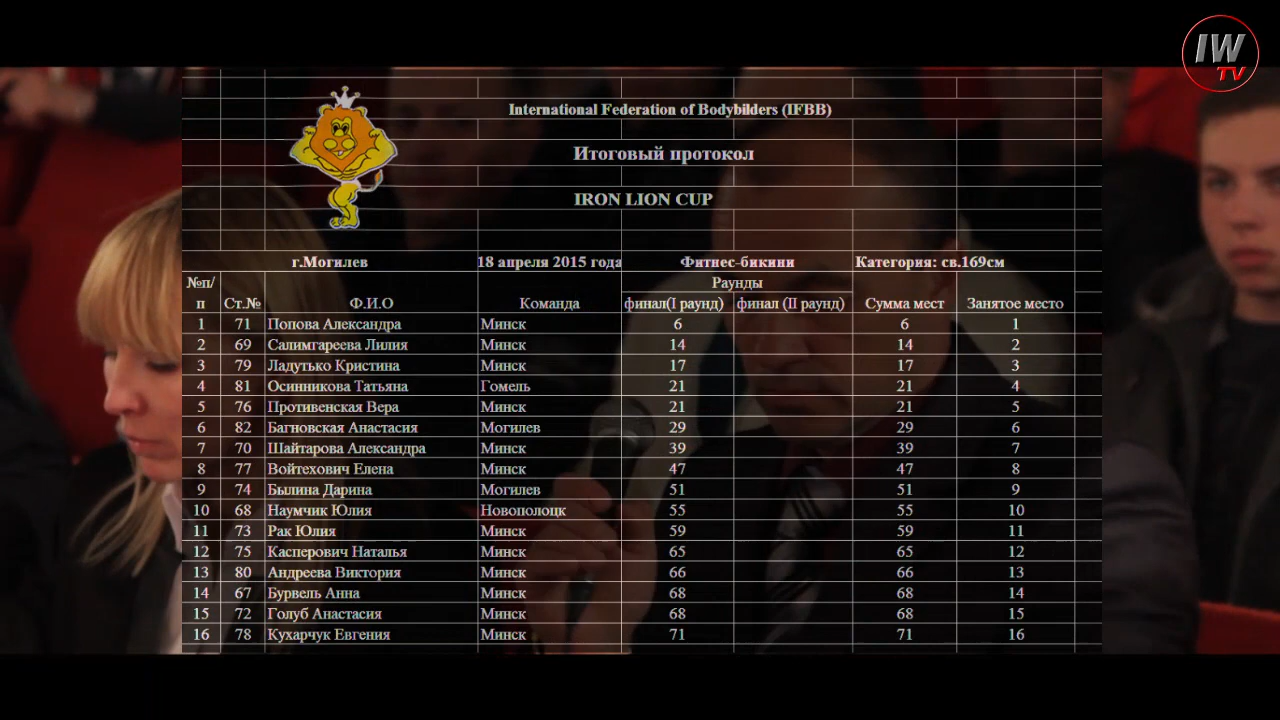 IW
TV
International Federation of Bodybilders (IFBB)
Итоговый протокол
IRON LION CUP
г.Могилев 18 апреля 2015 года Фитнес-бикини Категория: св.169см
Раунды
№п/п Ст.№ Ф.И.О Команда финал(I раунд) финал (II раунд) Сумма мест Занятое место
1 71 Попова Александра Минск 6 6 1
2 69 Салимгареева Лилия Минск 14 14 2
3 79 Ладутько Кристина Минск 17 17 3
4 81 Осинникова Татьяна Гомель 21 21 4
5 76 Противенская Вера Минск 21 21 5
6 82 Багновская Анастасия Могилев 29 29 6
7 70 Шайтарова Александра Минск 39 39 7
8 77 Войтехович Елена Минск 47 47 8
9 74 Былина Дарина Могилев 51 51 9
10 68 Наумчик Юлия Новополоцк 55 55 10
11 73 Рак Юлия Минск 59 59 11
12 75 Касперович Наталья Минск 65 65 12
13 80 Андреева Виктория Минск 66 66 13
14 67 Бурвель Анна Минск 68 68 14
15 72 Голуб Анастасия Минск 68 68 15
16 78 Кухарчук Евгения Минск 71 71 16